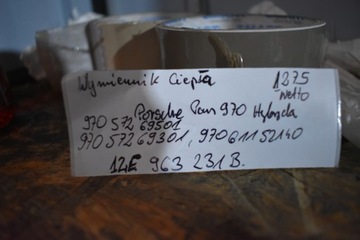 Wymiennik Ciepła 1275
netto
Porsche Pan 970 Hybryda
970 572 69501
970 572 69301, 970 611 52140
1ZE 963 231 B.